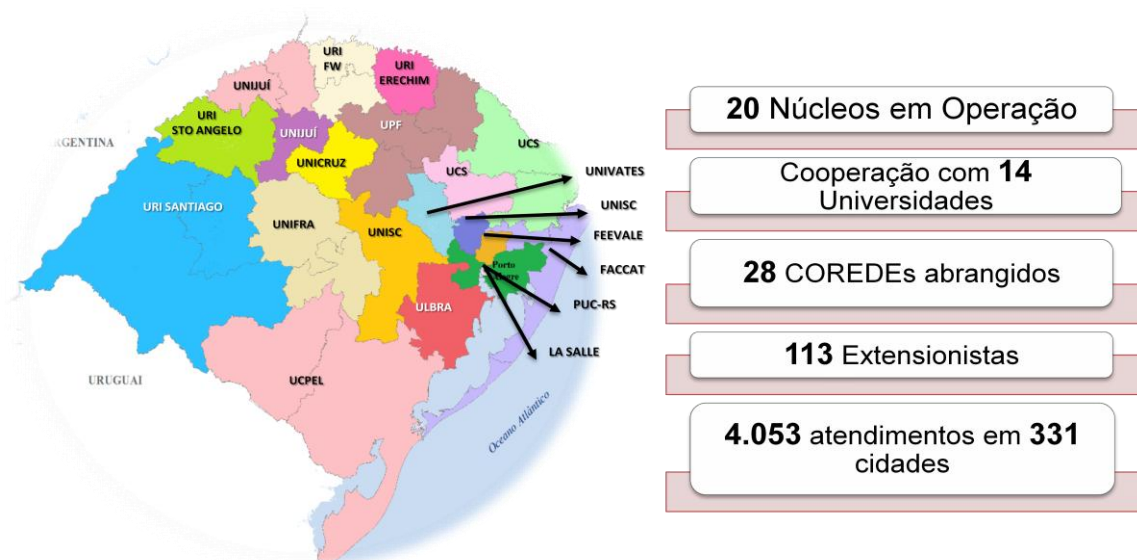 URI
FW
URI
ERECHIM
UNIJUÍ
URI
STO ANGELO
UNIJUÍ
UPF
UCS
RGENTINA
UNICRUZ
UCS
UNIVATES
URI SANTIAGO
UNIFRA
UNISC
UNISC
FEEVALE
FACCAT
Porto
ULBRA
PUC-RS
LA SALLE
URUGUAI
UCPEL
Oceano Atlântico
20 Núcleos em Operação
Cooperação com 14
Universidades
28 COREDEs abrangidos
113 Extensionistas
4.053 atendimentos em 331
cidades